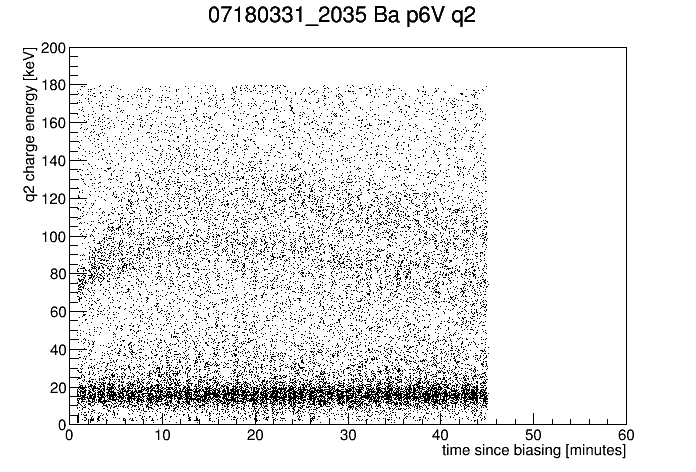 07180331_2035 Ba p6V q2
q2 charge energy [keV]
200
180
160
140
120
100
80
60
40
20
0
0 10 20 30 40 50 60
time since biasing [minutes]